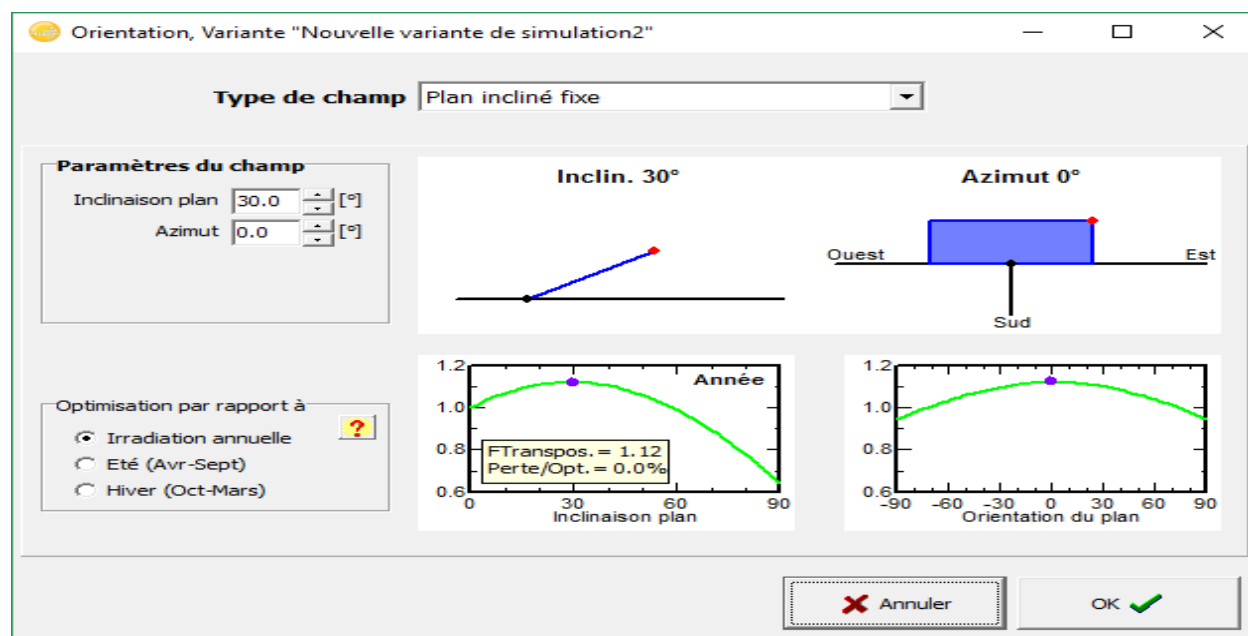 Orientation, Variante "Nouvelle variante de simulation2"
Type de champ Plan incliné fixe
Paramètres du champ
Inclinaison plan 30.0 [°]
Azimut 0.0 [°]
Inclin. 30°
Azimut 0°
Ouest Est
Sud
Optimisation par rapport à
?
Irradiation annuelle
Eté (Avr-Sept)
Hiver (Oct-Mars)
1.2
Année
1.0
0.8
FTranspos. = 1.12
Perte/Opt. = 0.0%
0.6
0 30 60 90
Inclinaison plan
1.2
1.0
0.8
0.6
-90 -60 -30 0 30 60 90
Orientation du plan
Annuler
OK